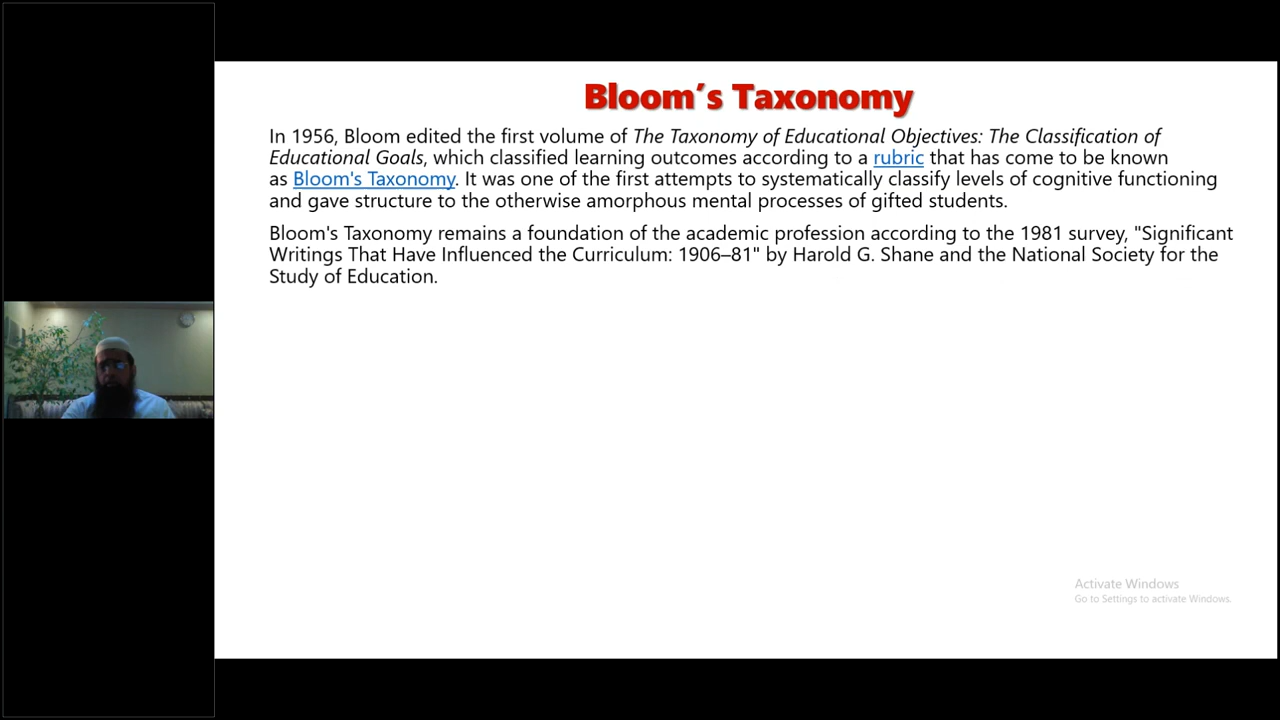 Bloom´s Taxonomy
In 1956, Bloom edited the first volume of The Taxonomy of Educational Objectives: The Classification of
Educational Goals, which classified learning outcomes according to a rubric that has come to be known
as Bloom's Taxonomy. It was one of the first attempts to systematically classify levels of cognitive functioning
and gave structure to the otherwise amorphous mental processes of gifted students.
Bloom's Taxonomy remains a foundation of the academic profession according to the 1981 survey, "Significant
Writings That Have Influenced the Curriculum: 1906–81" by Harold G. Shane and the National Society for the
Study of Education.
Activate Windows
Go to Settings to activate Windows.